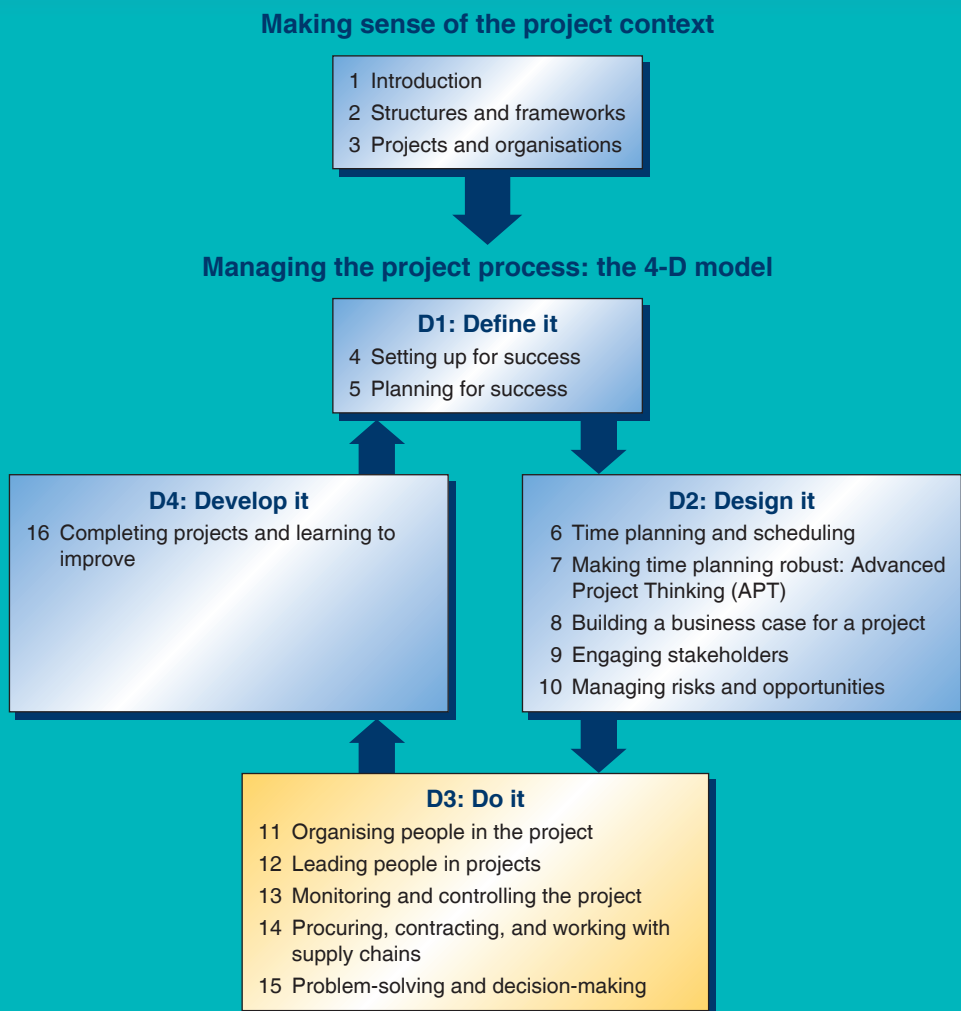 Making sense of the project context
1 Introduction
2 Structures and frameworks
3 Projects and organisations
Managing the project process: the 4-D model
D1: Define it
4 Setting up for success
5 Planning for success
D4: Develop it
16 Completing projects and learning to
improve
D2: Design it
6 Time planning and scheduling
7 Making time planning robust: Advanced
Project Thinking (APT)
8 Building a business case for a project
9 Engaging stakeholders
10 Managing risks and opportunities
D3: Do it
11 Organising people in the project
12 Leading people in projects
13 Monitoring and controlling the project
14 Procuring, contracting, and working with
supply chains
15 Problem-solving and decision-making